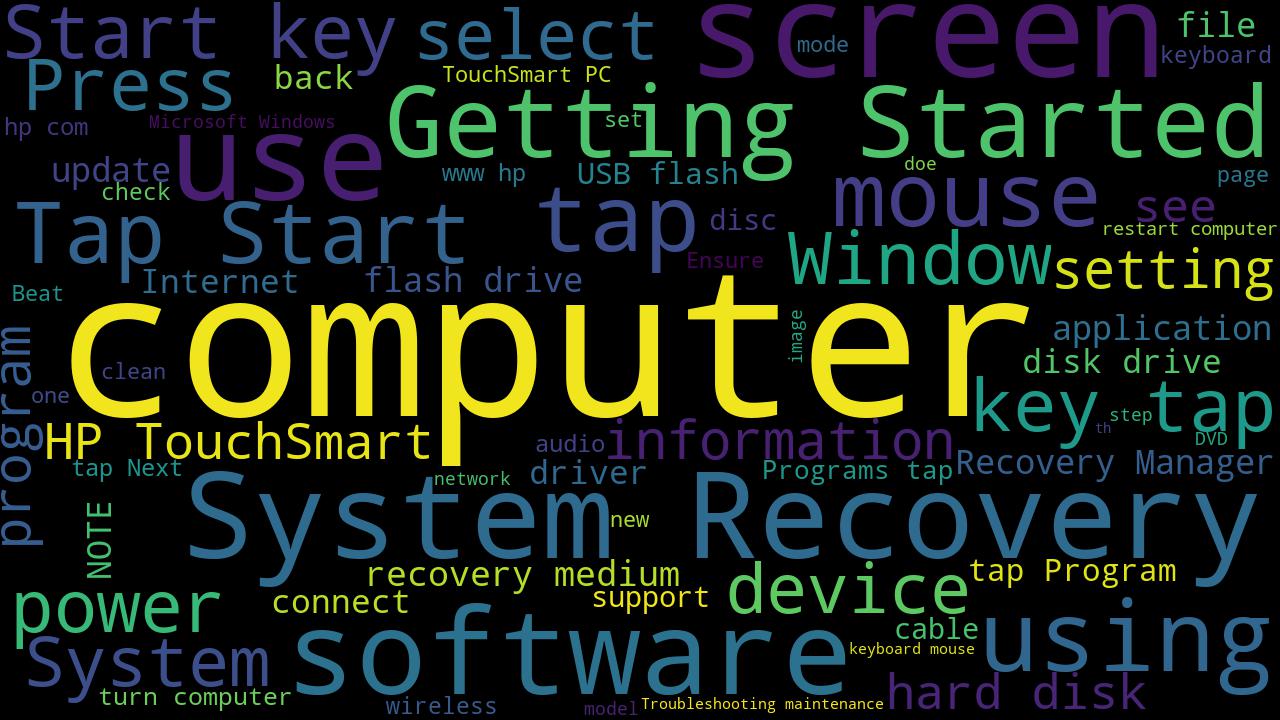 Start key
select
screen
mode
file
keyboard
Press
back
TouchSmart PC
Getting Started
set
hp com
Microsoft Windows
use
update
check
www hp
USB flash
doe
mouse
page
see
Tap Start
tap
disc
restart computer
Ensure
Window
setting
Internet
flash drive
Beat
computer
image
application
disk drive
program
clean
one
key tap
step
th
DVD
HP TouchSmart
audio
information
tap Next
network
driver
Programs tap
Recovery Manager
System Recovery
NOTE
new
recovery medium
device
tap Program
power
connect
support
cable
using
System
software
keyboard mouse
turn computer
wireless
model
Troubleshooting maintenance
hard disk